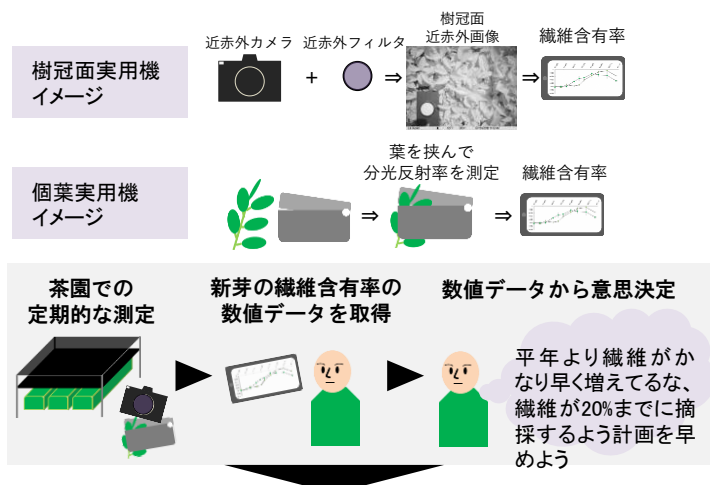 樹冠面実用機
イメージ
近赤外カメラ
+
近赤外フィルタ
⇒
樹冠面
近赤外画像
⇒
繊維含有率
個葉実用機
イメージ
⇒
葉を挟んで
分光反射率を測定
⇒
繊維含有率
茶園での
定期的な測定
新芽の繊維含有率の
数値データを取得
数値データから意思決定
平年より繊維がか
なり早く増えてるな、
繊維が20%までに摘
採するよう計画を早
めよう